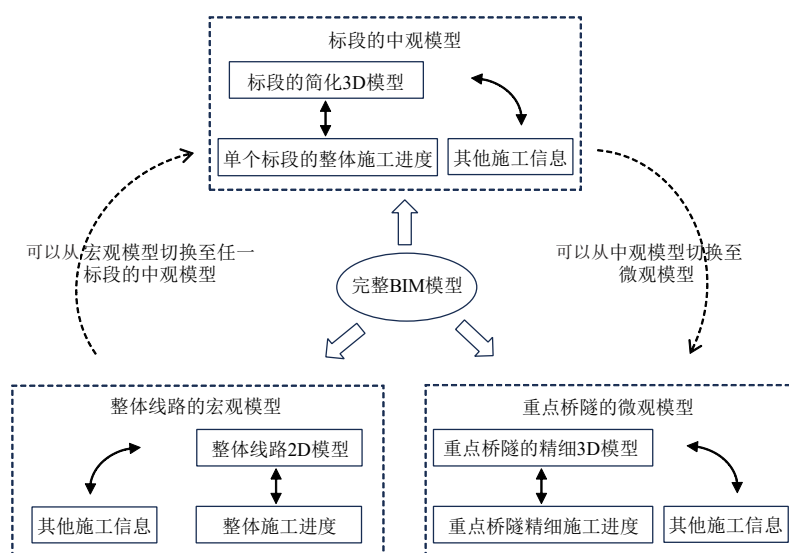 标段的中观模型
标段的简化3D模型
单个标段的整体施工进度
其他施工信息
可以从宏观模型切换至任一
标段的中观模型
可以从中观模型切换至
微观模型
完整BIM模型
整体线路的宏观模型
整体线路2D模型
其他施工信息
整体施工进度
重点桥隧的微观模型
重点桥隧的精细3D模型
重点桥隧精细施工进度
其他施工信息